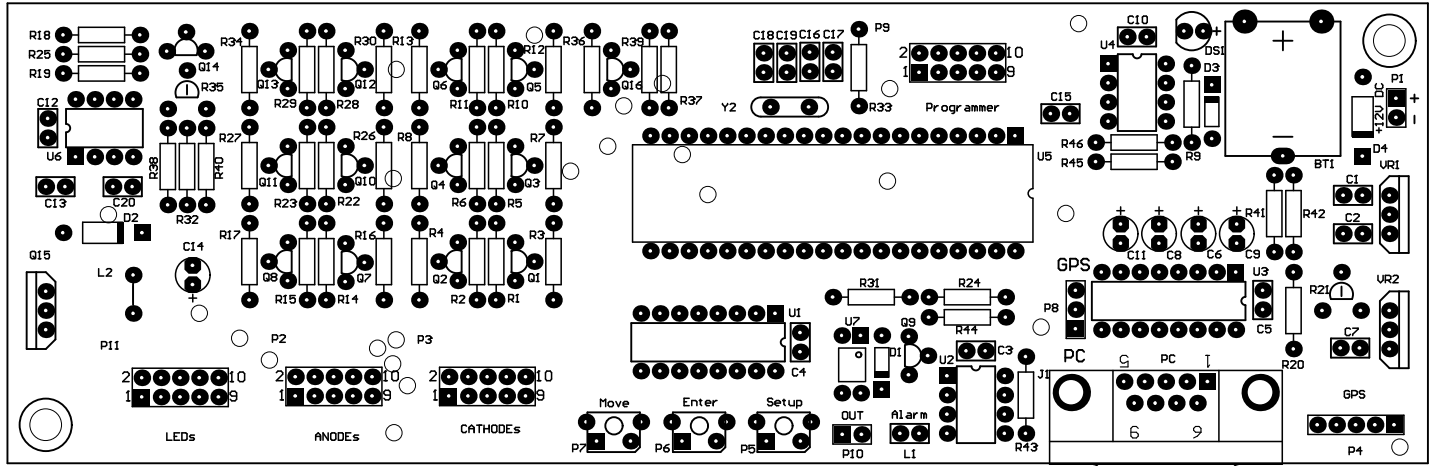 R18
R25
R19
Q14
R35
R34
Q13
R29
R28
R30
Q12
R13
Q6
R11
R10
R12
Q5
R36
R39
Q16
R37
C18 C19 C16 C17
P9
R33
Y2
2 10
1 9
Programmer
C10
U4
DS1
+
D3
R9
C15
R46
R45
+
−
BT1
P1
+12V DC
+
−
D4
C12
U6
R38
R40
R32
C13
C20
D2
R27
Q11
R23
R22
R26
Q10
R8
Q4
R6
R5
R7
Q3
U5
VR1
C1
C2
R41
R42
+ + + +
C11 C8 C6 C9
Q15
L2
C14
+
R17
Q8
R15
R14
R16
Q7
R4
Q2
R2
R1
R3
Q1
GPS
P8
U3
C5
R21
VR2
C7
R20
R31
R24
R44
U1
C4
U7
D1
Q9
U2
C3
J1
R43
P11
2 10
1 9
LEDs
P2
2 10
1 9
ANODEs
P3
2 10
1 9
CATHODEs
Move
P7
Enter
P6
Setup
P5
OUT
P10
Alarm
L1
PC
5 PC 1
9 6
GPS
P4